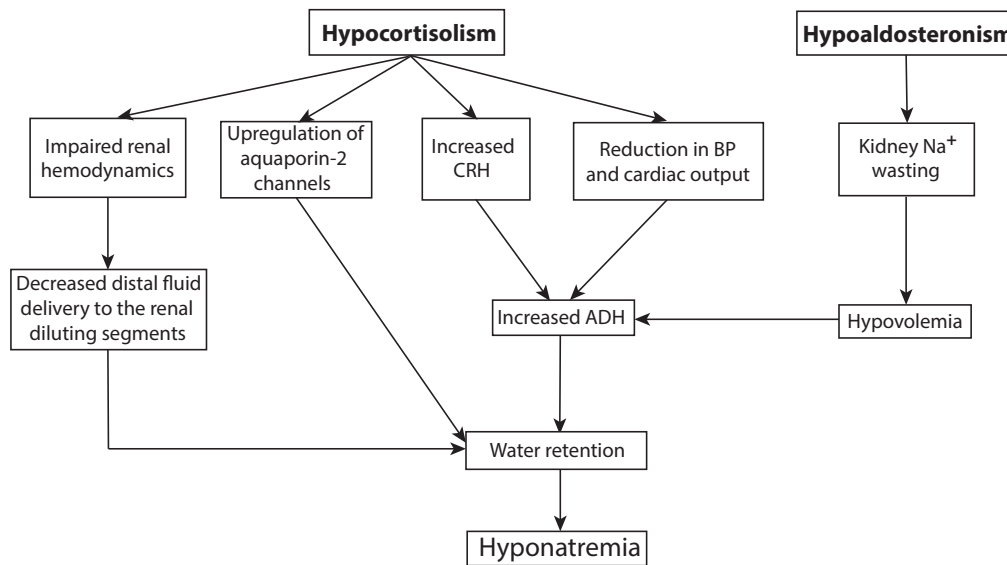 Hypocortisolism
Hypoaldosteronism
Impaired renal
hemodynamics
Upregulation of
aquaporin-2
channels
Increased
CRH
Reduction in BP
and cardiac output
Kidney Na⁺
wasting
Decreased distal fluid
delivery to the renal
diluting segments
Increased ADH
Hypovolemia
Water retention
Hyponatremia